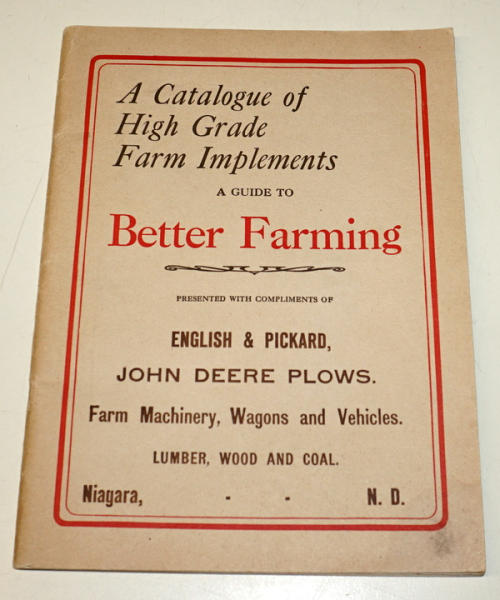 A Catalogue of
High Grade
Farm Implements
A GUIDE TO
Better Farming
PRESENTED WITH COMPLIMENTS OF
ENGLISH & PICKARD,
JOHN DEERE PLOWS.
Farm Machinery, Wagons and Vehicles.
LUMBER, WOOD AND COAL.
Niagara, - - N. D.